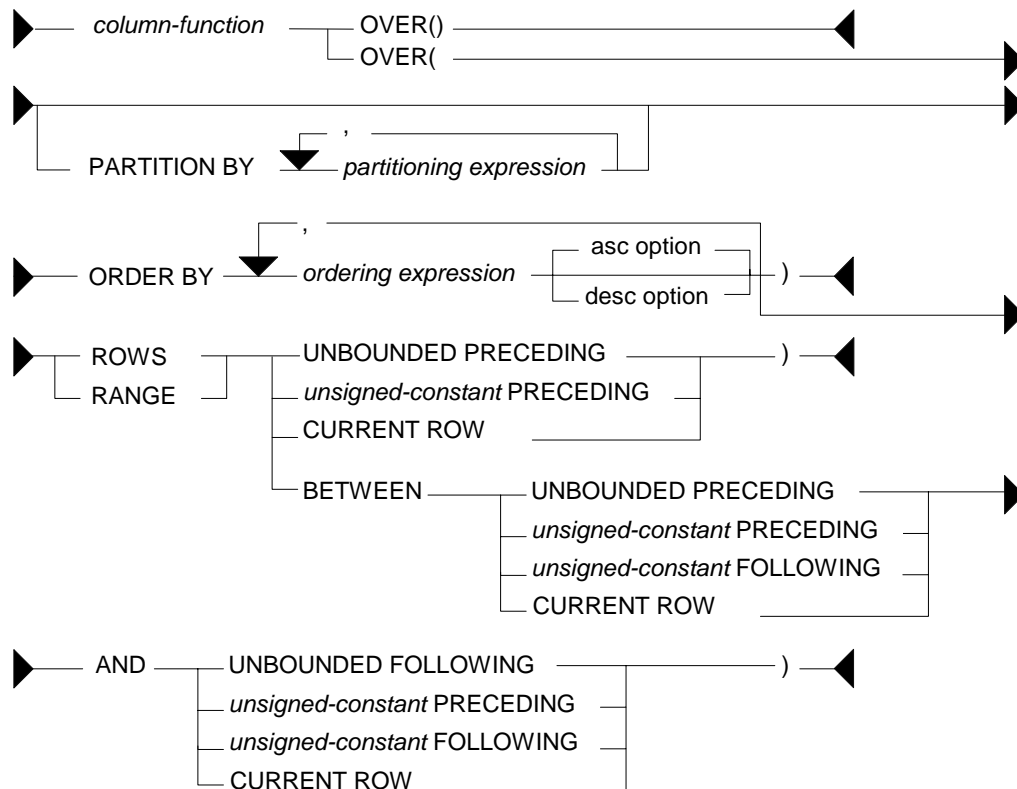 column-function OVER()
OVER(
,
PARTITION BY partitioning expression
,
asc option
ORDER BY ordering expression )
desc option
ROWS UNBOUNDED PRECEDING )
RANGE unsigned-constant PRECEDING
CURRENT ROW
BETWEEN UNBOUNDED PRECEDING
unsigned-constant PRECEDING
unsigned-constant FOLLOWING
CURRENT ROW
AND UNBOUNDED FOLLOWING )
unsigned-constant PRECEDING
unsigned-constant FOLLOWING
CURRENT ROW